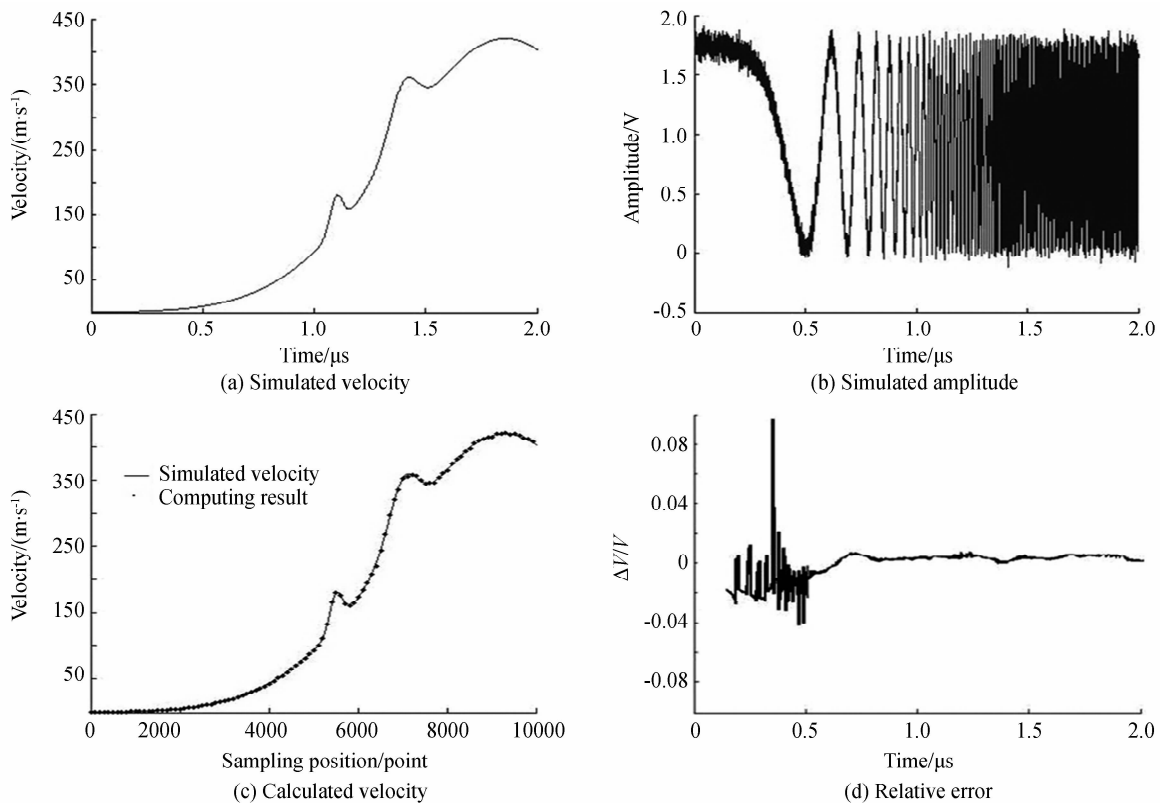 450
350
250
150
50
Velocity/(m·s⁻¹)
0
0.5
1.0
1.5
2.0
Time/μs
(a) Simulated velocity
2.0
1.5
1.0
0
-0.5
Amplitude/V
0
0.5
1.0
1.5
2.0
Time/μs
(b) Simulated amplitude
450
350
250
150
50
Velocity/(m·s⁻¹)
Simulated velocity
Computing result
0
2000
4000
6000
8000
10000
Sampling position/point
(c) Calculated velocity
0.08
0.04
0
-0.04
-0.08
ΔV/V
0
0.5
1.0
1.5
2.0
Time/μs
(d) Relative error